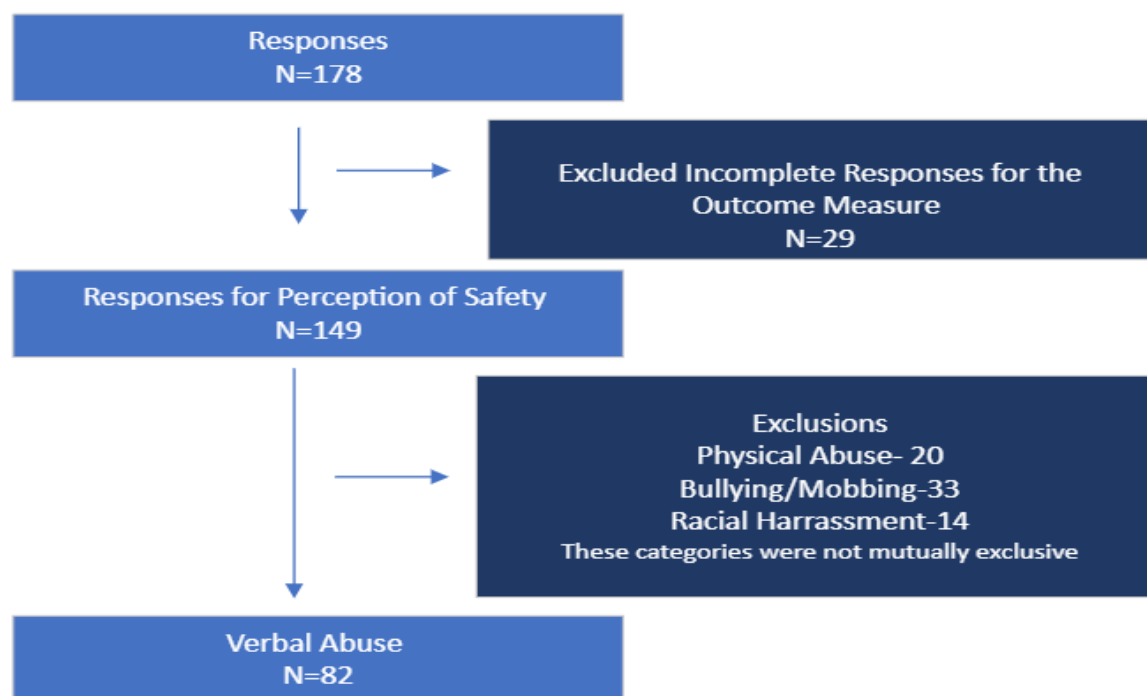 Responses
N=178
Excluded Incomplete Responses for the
Outcome Measure
N=29
Responses for Perception of Safety
N=149
Exclusions
Physical Abuse- 20
Bullying/Mobbing-33
Racial Harrassment-14
These categories were not mutually exclusive
Verbal Abuse
N=82